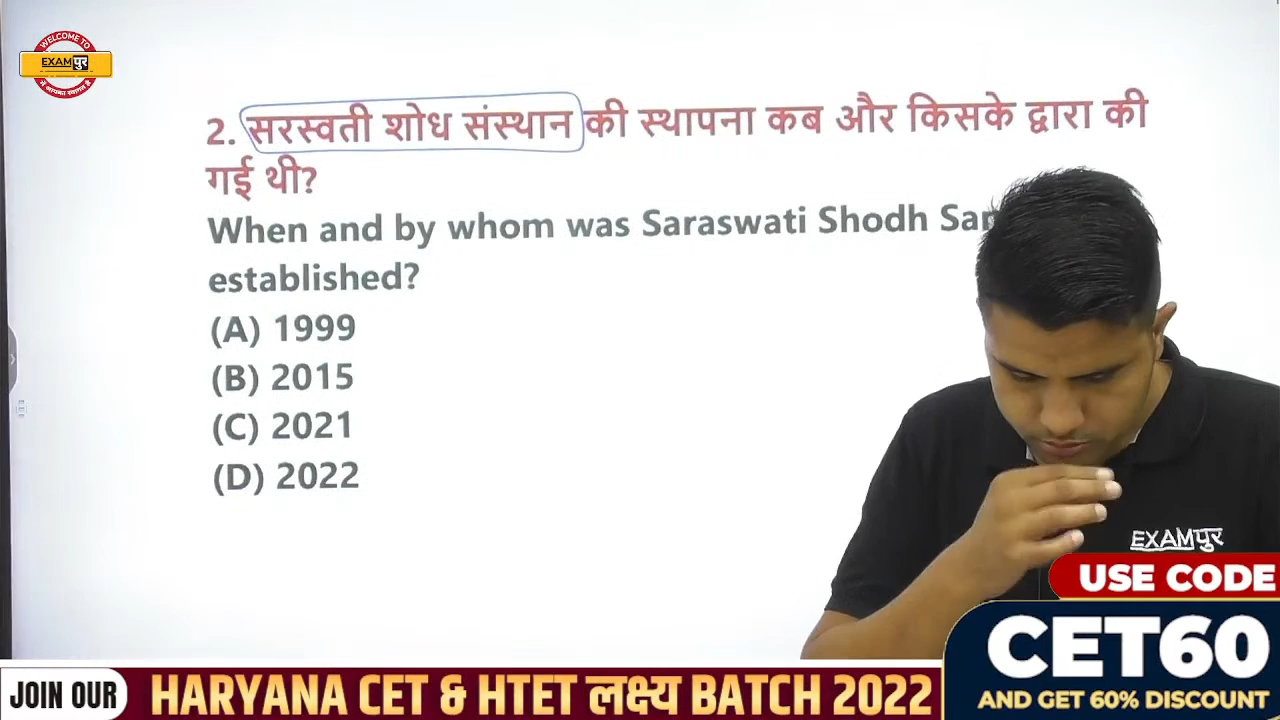 WELCOME TO
EXAMपुर
में आपका स्वागत है
2. सरस्वती शोध संस्थान की स्थापना कब और किसके द्वारा की
गई थी?
When and by whom was Saraswati Shodh
established?
(A) 1999
(B) 2015
(C) 2021
(D) 2022
EXAMपुर
USE CODE
CET60
AND GET 60% DISCOUNT
JOIN OUR
HARYANA CET & HTET लक्ष्य BATCH 2022